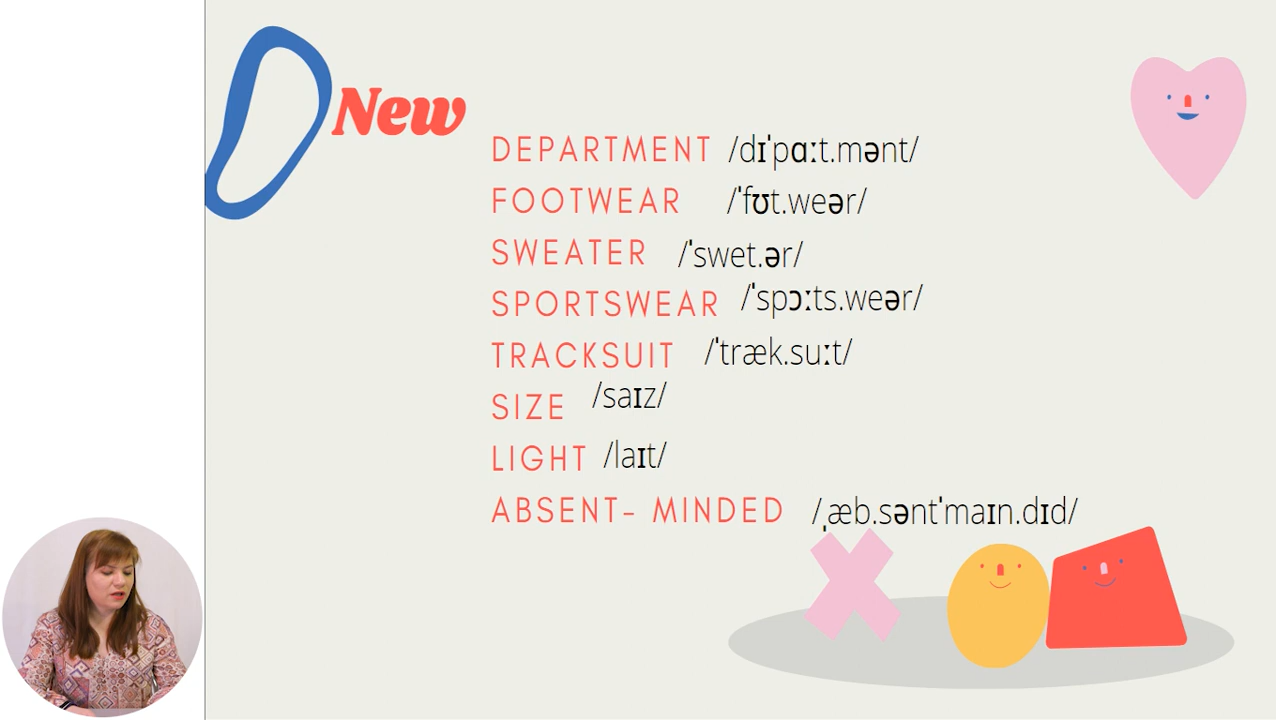 New
DEPARTMENT /dɪˈpɑːt.mənt/
FOOTWEAR /ˈfʊt.weər/
SWEATER /ˈswet.ər/
SPORTSWEAR /ˈspɔːts.weər/
TRACKSUIT /ˈtræk.suːt/
SIZE /saɪz/
LIGHT /laɪt/
ABSENT- MINDED /ˌæb.səntˈmaɪn.dɪd/